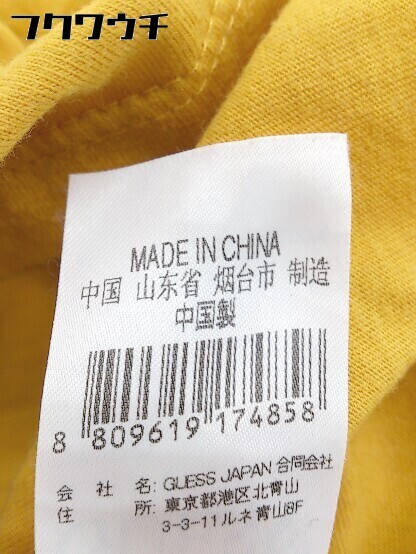 フクワウチ
MADE IN CHINA
中国 山东省 烟台市 制造
中国製
8 809619 174858
会 社 名: GUESS JAPAN 合同会社
住 所: 東京都港区北青山
3-3-11 ルネ青山8F